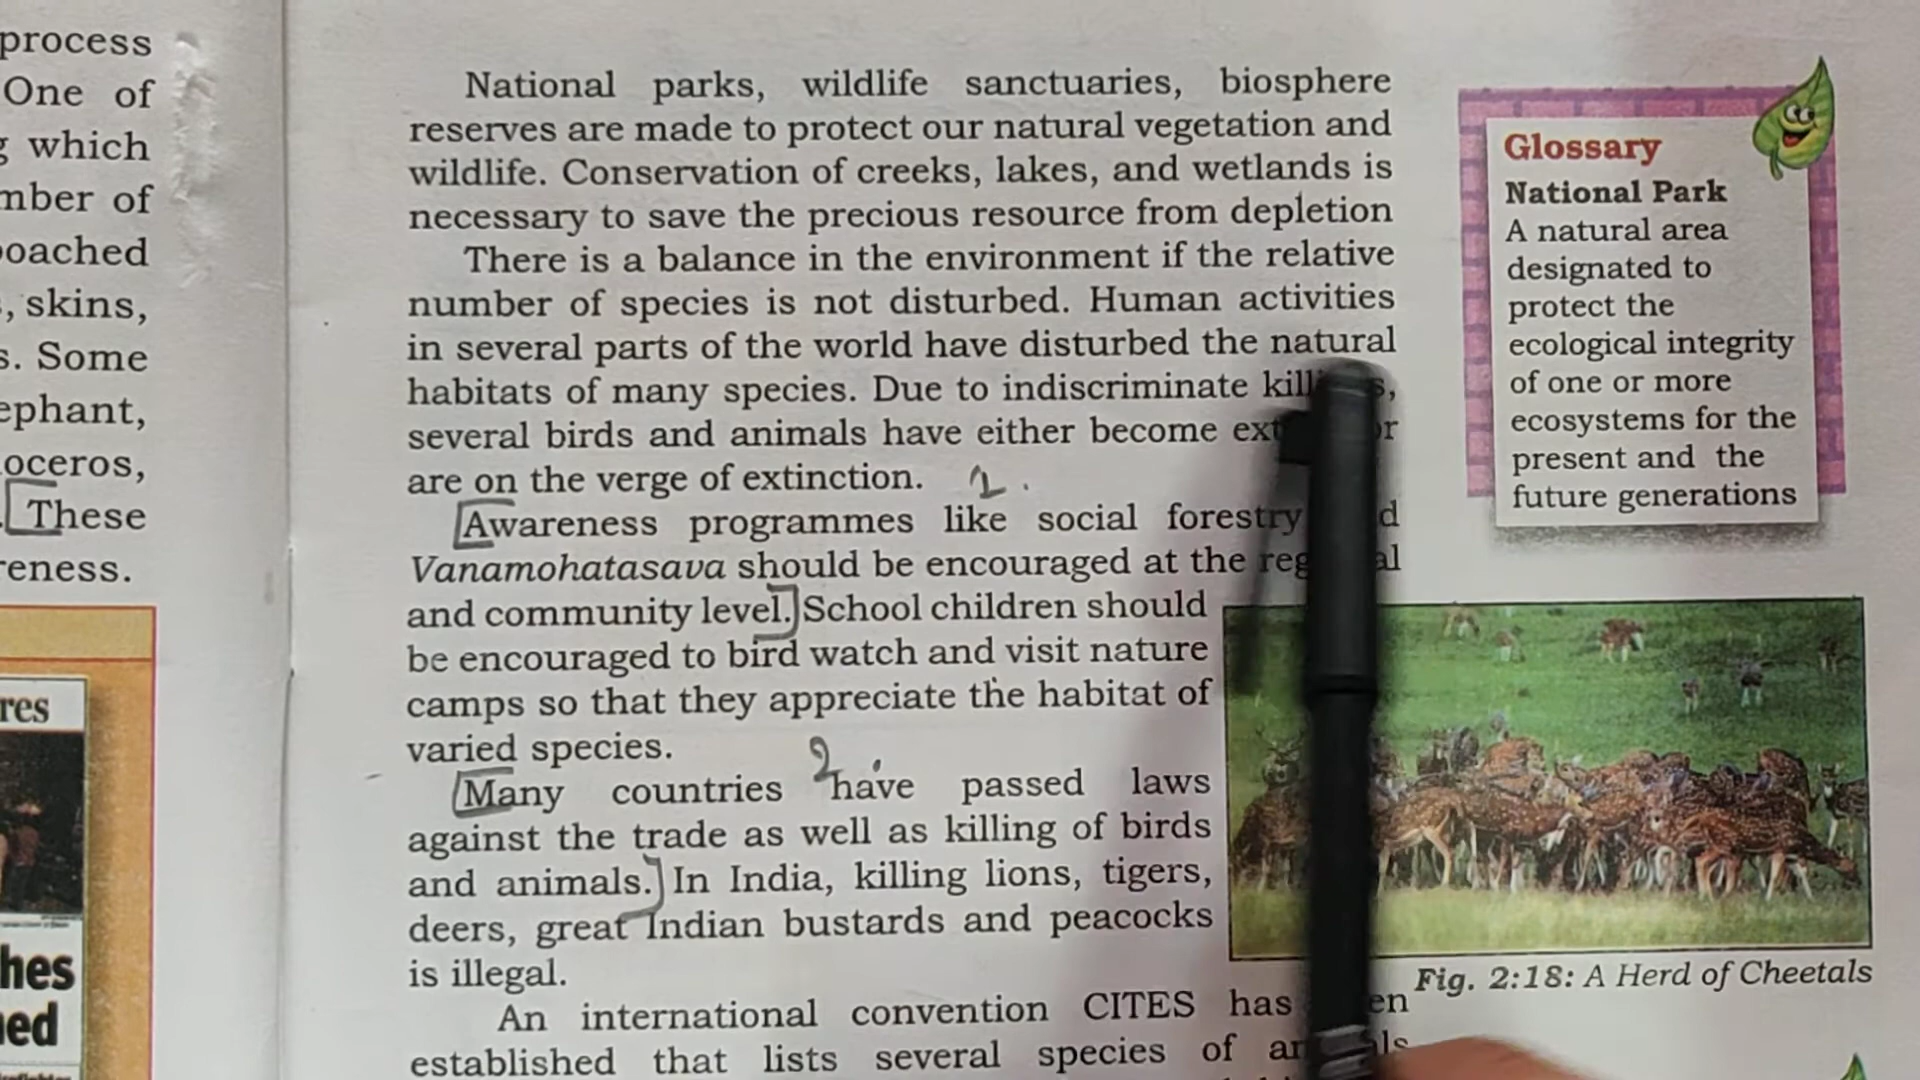 process
One of
which
mber of
oached
, skins,
s. Some
ephant,
oceros,
These
reness.
res
hes
ed
National parks, wildlife sanctuaries, biosphere
reserves are made to protect our natural vegetation and
wildlife. Conservation of creeks, lakes, and wetlands is
necessary to save the precious resource from depletion
There is a balance in the environment if the relative
number of species is not disturbed. Human activities
in several parts of the world have disturbed the natural
habitats of many species. Due to indiscriminate
several birds and animals have either become
are on the verge of extinction. 2.
Awareness programmes like social forestry
Vanamohatasava should be encouraged at the
and community level. School children should
be encouraged to bird watch and visit nature
camps so that they appreciate the habitat of
varied species.
2
Many countries have passed laws
against the trade as well as killing of birds
and animals. In India, killing lions, tigers,
deers, great Indian bustards and peacocks
is illegal.
An international convention CITES has
established that lists several species of
Glossary
National Park
A natural area
designated to
protect the
ecological integrity
of one or more
ecosystems for the
present and the
future generations
Fig. 2:18: A Herd of Cheetals